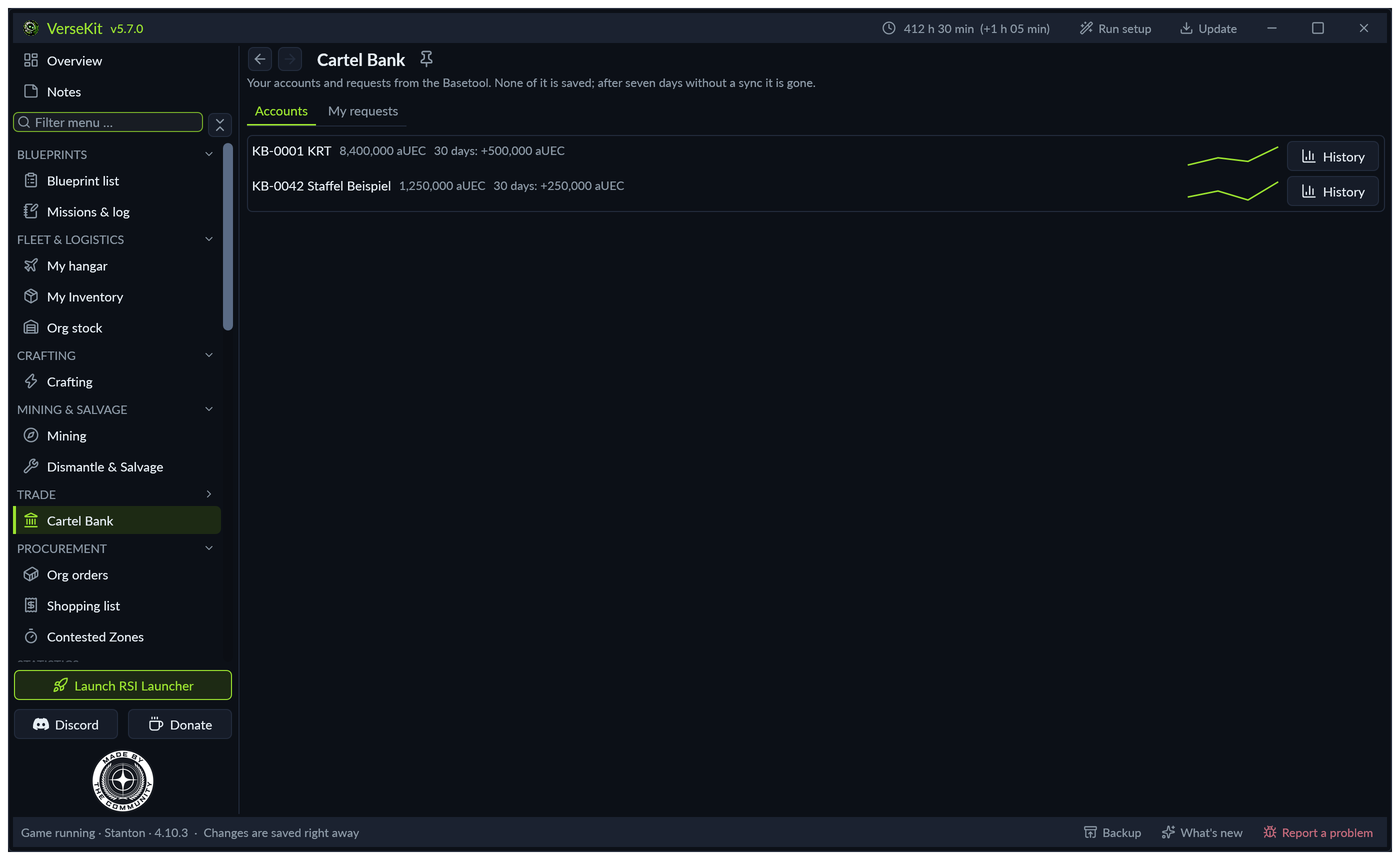 VerseKit v5.7.0
412 h 30 min (+1 h 05 min)
Run setup
Update
Overview
Notes
Filter menu ...
BLUEPRINTS
Blueprint list
Missions & log
FLEET & LOGISTICS
My hangar
My Inventory
Org stock
CRAFTING
Crafting
MINING & SALVAGE
Mining
Dismantle & Salvage
TRADE
Cartel Bank
PROCUREMENT
Org orders
Shopping list
Contested Zones
Launch RSI Launcher
Discord
Donate
MADE BY
THE COMMUNITY
Cartel Bank
Your accounts and requests from the Basetool. None of it is saved; after seven days without a sync it is gone.
Accounts
My requests
KB-0001 KRT 8,400,000 aUEC 30 days: +500,000 aUEC
History
KB-0042 Staffel Beispiel 1,250,000 aUEC 30 days: +250,000 aUEC
History
Game running · Stanton · 4.10.3 · Changes are saved right away
Backup
What's new
Report a problem